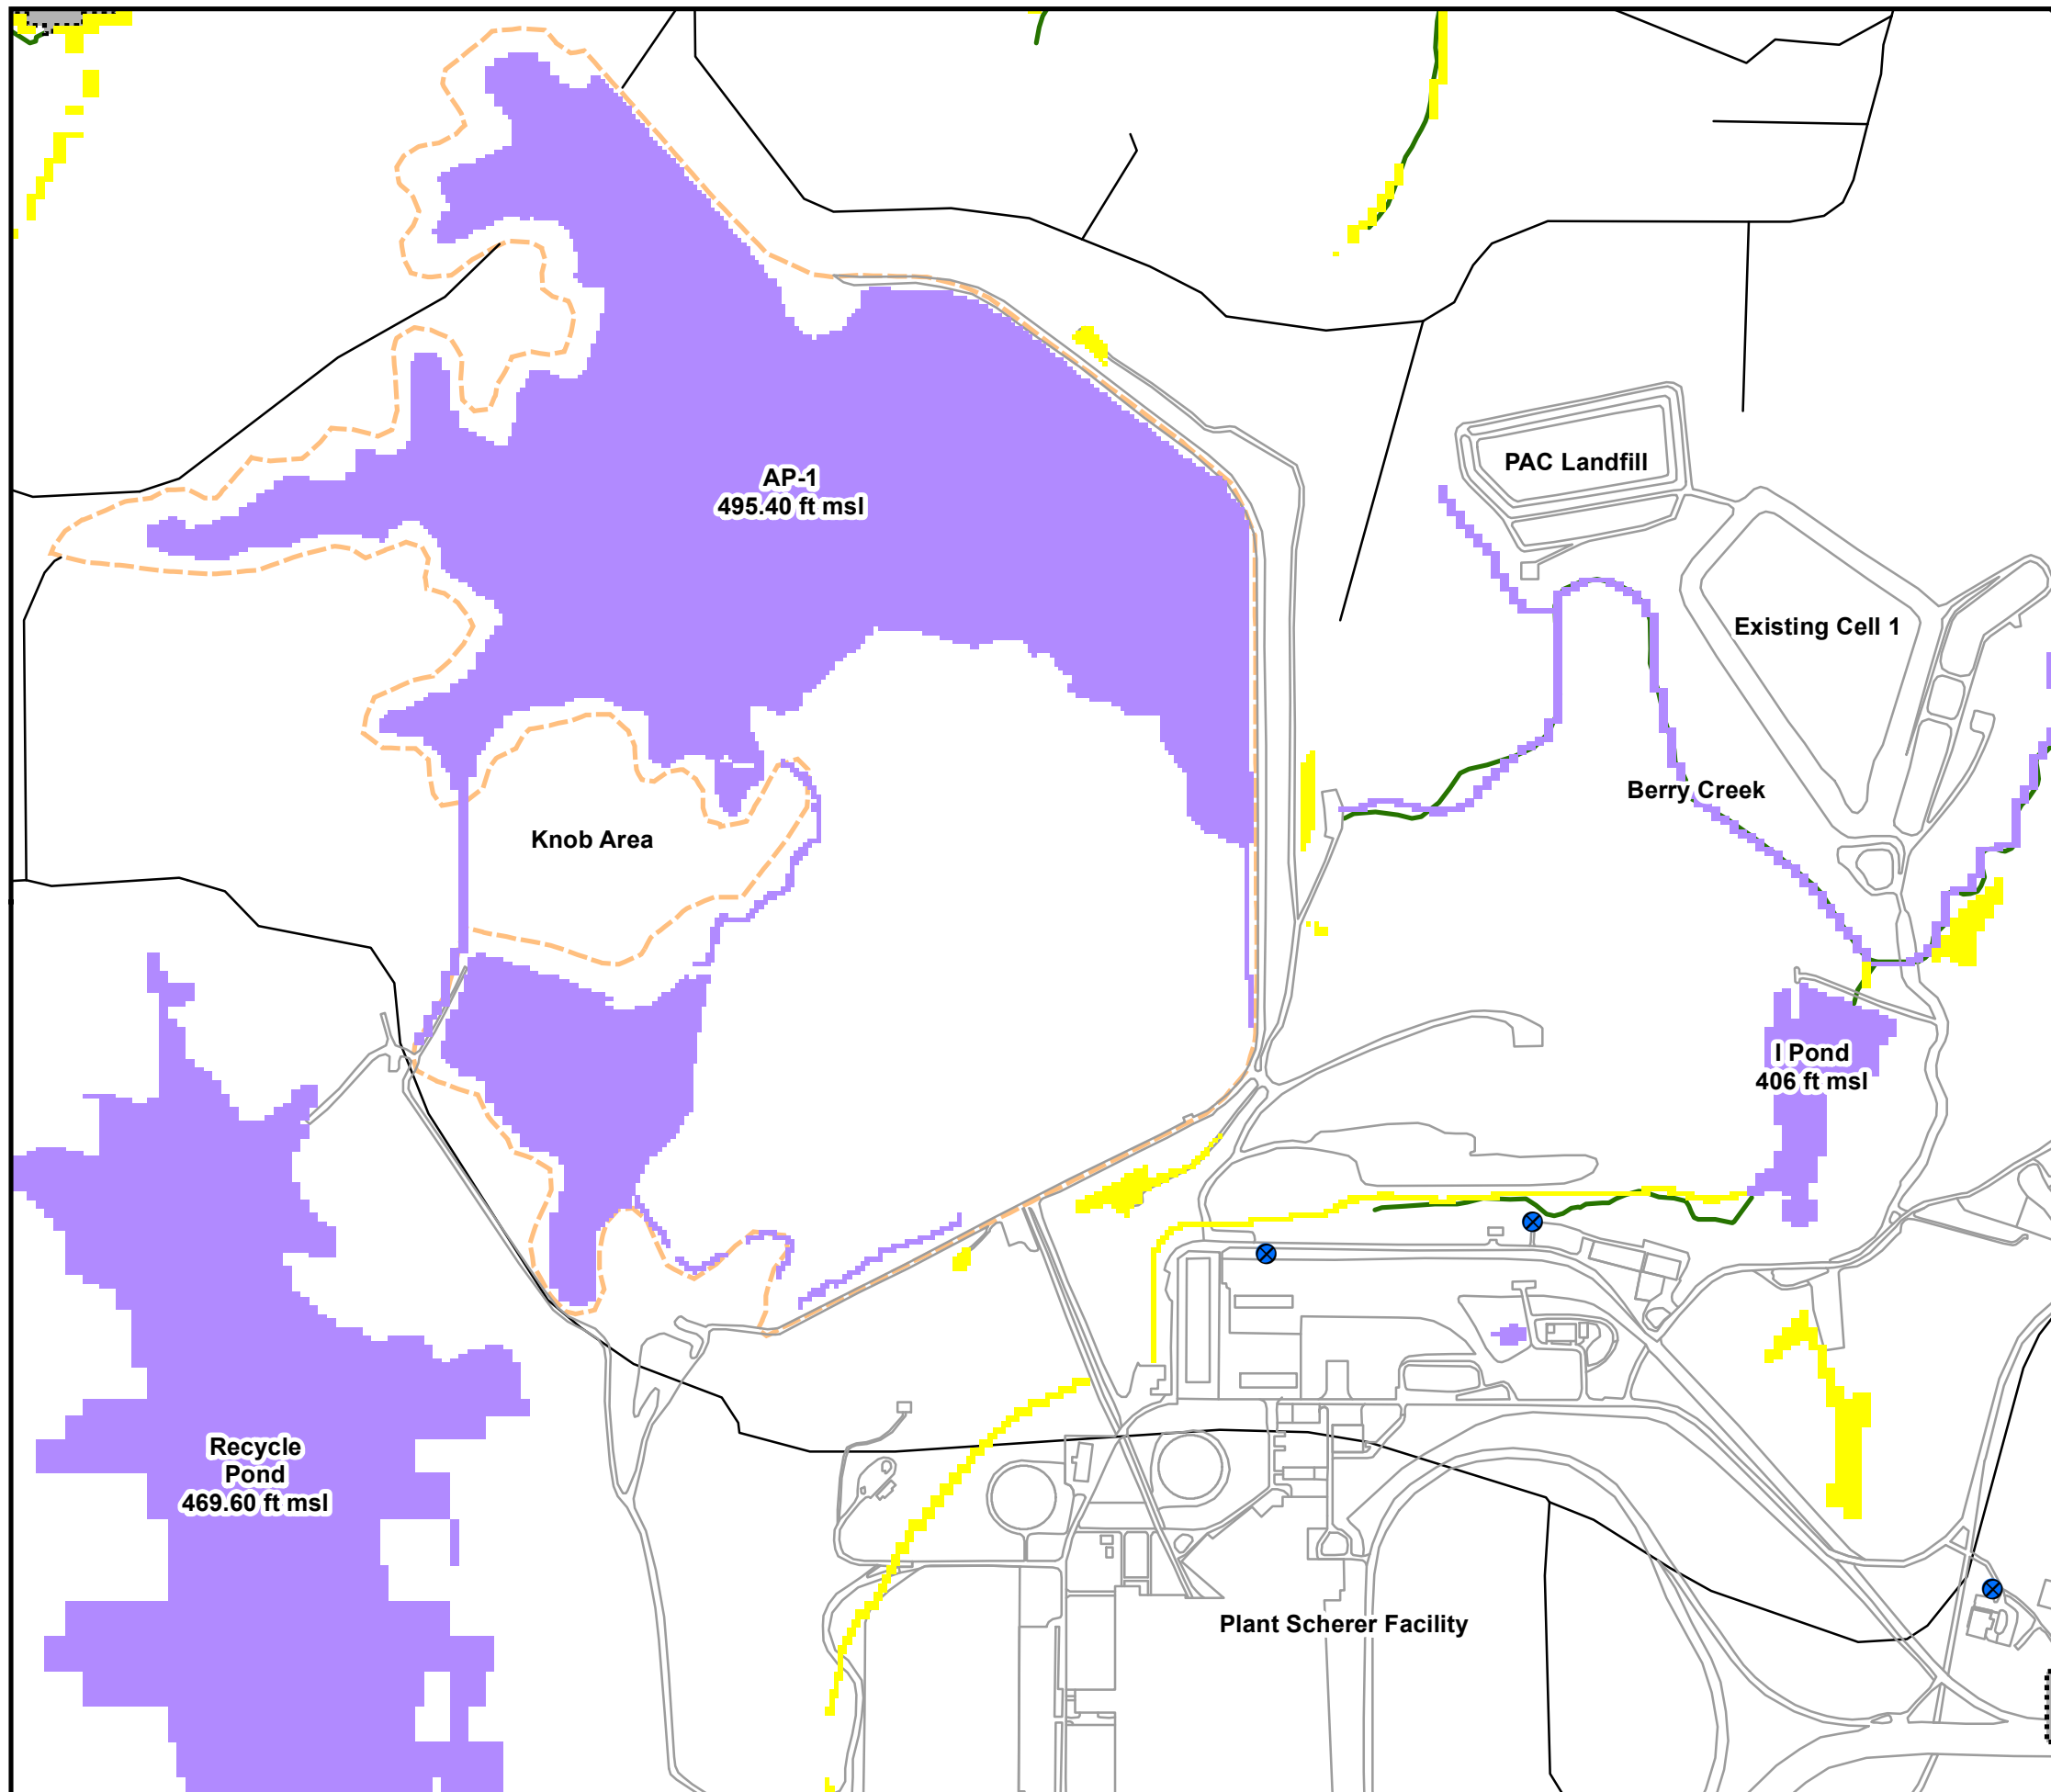 AP-1
495.40 ft msl
PAC Landfill
Existing Cell 1
Berry Creek
Knob Area
I Pond
406 ft msl
Recycle
Pond
469.60 ft msl
Plant Scherer Facility